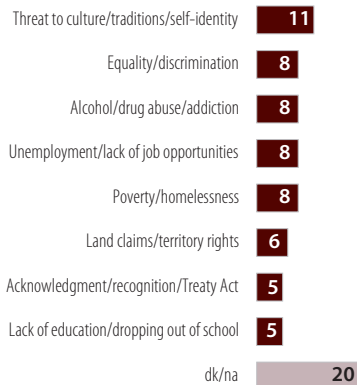 Threat to culture/traditions/self-identity 11
Equality/discrimination 8
Alcohol/drug abuse/addiction 8
Unemployment/lack of job opportunities 8
Poverty/homelessness 8
Land claims/territory rights 6
Acknowledgment/recognition/Treaty Act 5
Lack of education/dropping out of school 5
dk/na 20